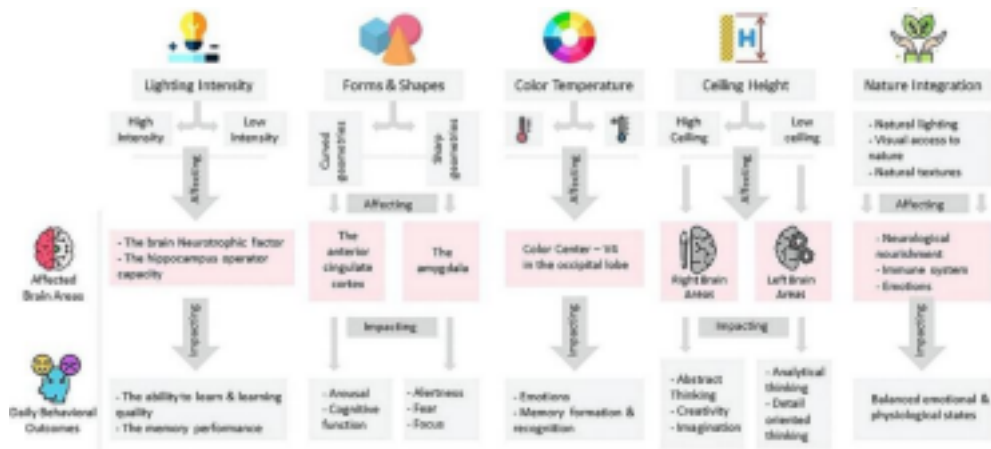 Lighting Intensity
Forms & Shapes
Color Temperature
Ceiling Height
Nature Integration
H
High
Intensity
Low
Intensity
Curved
geometries
Sharp
geometries
High
Ceiling
Low
ceiling
- Natural lighting
- Visual access to
nature
- Natural textures
Affecting
Affecting
Affecting
Affecting
Affecting
Affected
Brain Areas
- The brain Neurotrophic factor
- The hippocampus operator
capacity
The
anterior
cingulate
cortex
The
amygdala
Color Center – V4
in the occipital lobe
Right Brain
Areas
Left Brain
Areas
- Neurological
nourishment
- Immune system
- Emotions
Impacting
Impacting
Impacting
Impacting
Impacting
Daily Behavioral
Outcomes
- The ability to learn & learning
quality
- The memory performance
- Arousal
- Cognitive
function
- Alertness
- Fear
- Focus
- Emotions
- Memory formation &
recognition
- Abstract
Thinking
- Creativity
- Imagination
- Analytical
thinking
- Detail
oriented
thinking
Balanced emotional &
physiological states